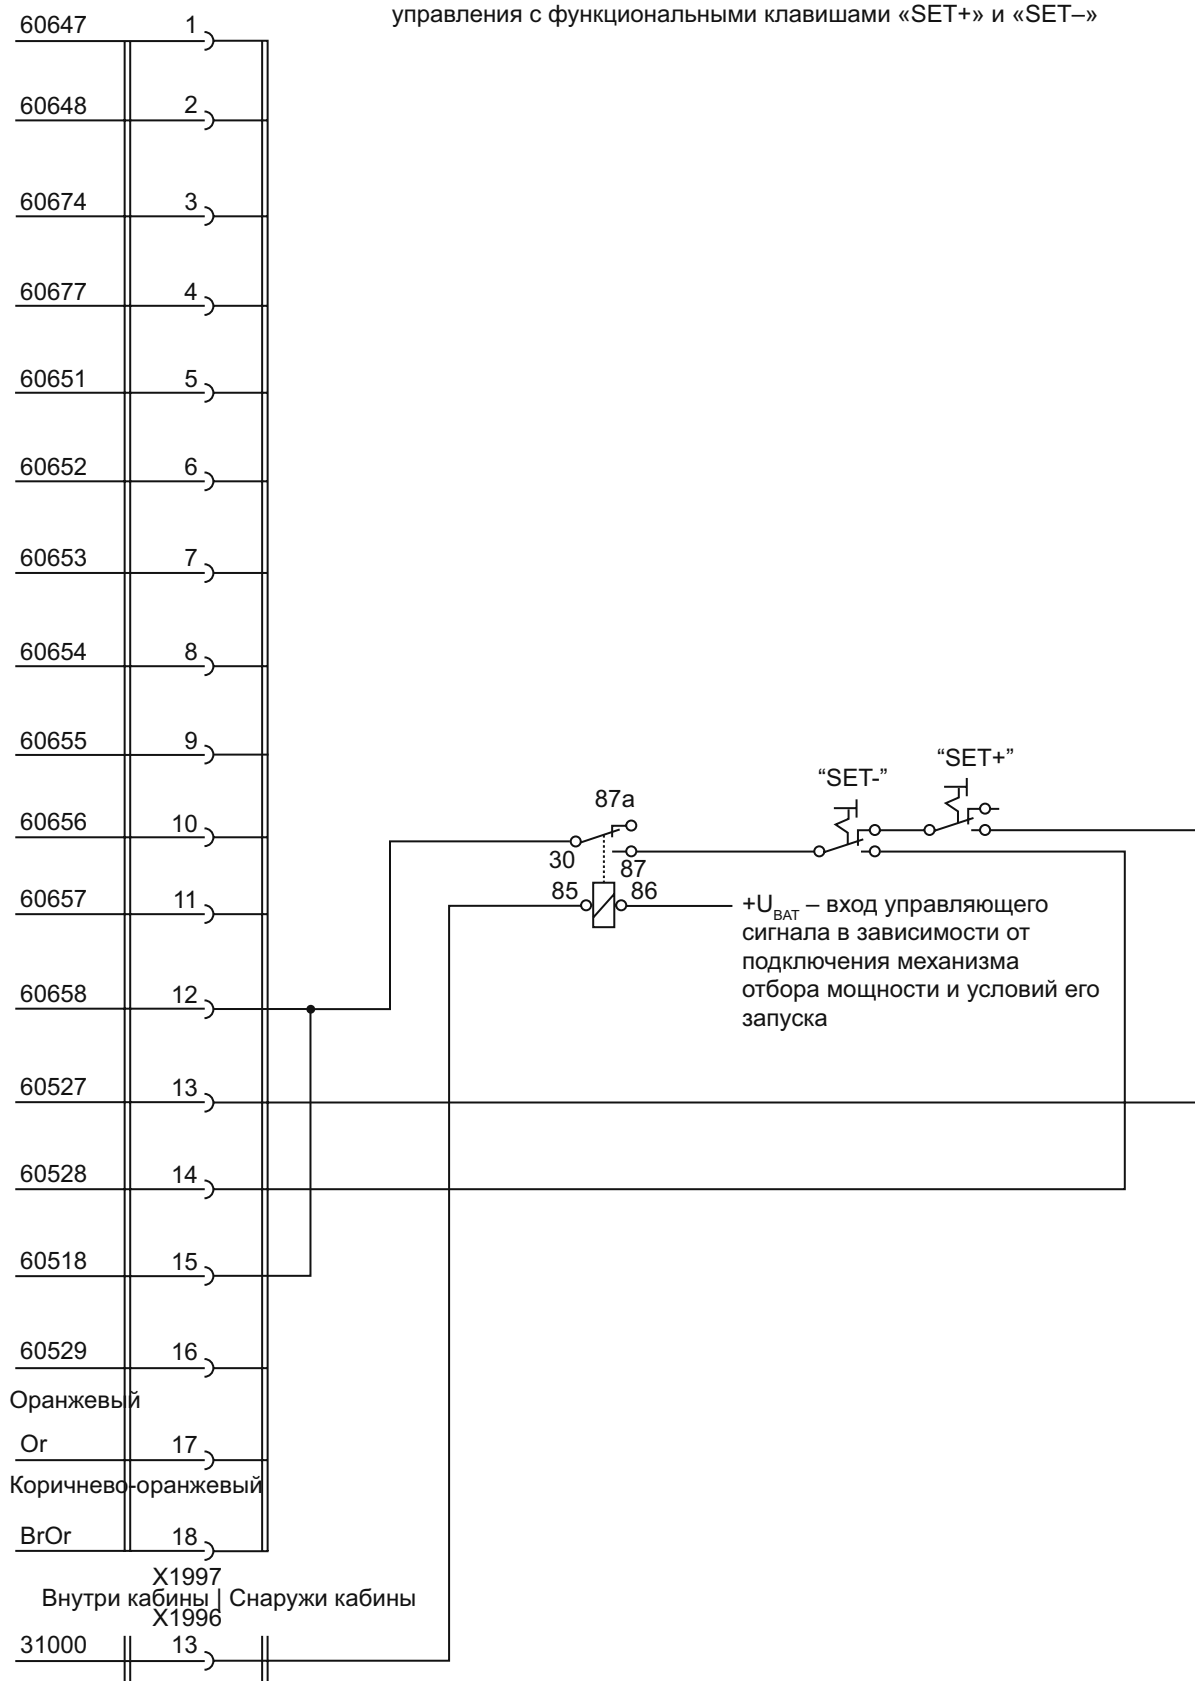 управления с функциональными клавишами «SET+» и «SET–»
60647 1
60648 2
60674 3
60677 4
60651 5
60652 6
60653 7
60654 8
60655 9
“SET+”
“SET-”
87a
60656 10
30
87
60657 11
85 86
+U BAT – вход управляющего
сигнала в зависимости от
подключения механизма
отбора мощности и условий его
запуска
60658 12
60527 13
60528 14
60518 15
60529 16
Оранжевый
Or 17
Коричнево-оранжевый
BrOr 18
X1997
Внутри кабины | Снаружи кабины
X1996
31000 13